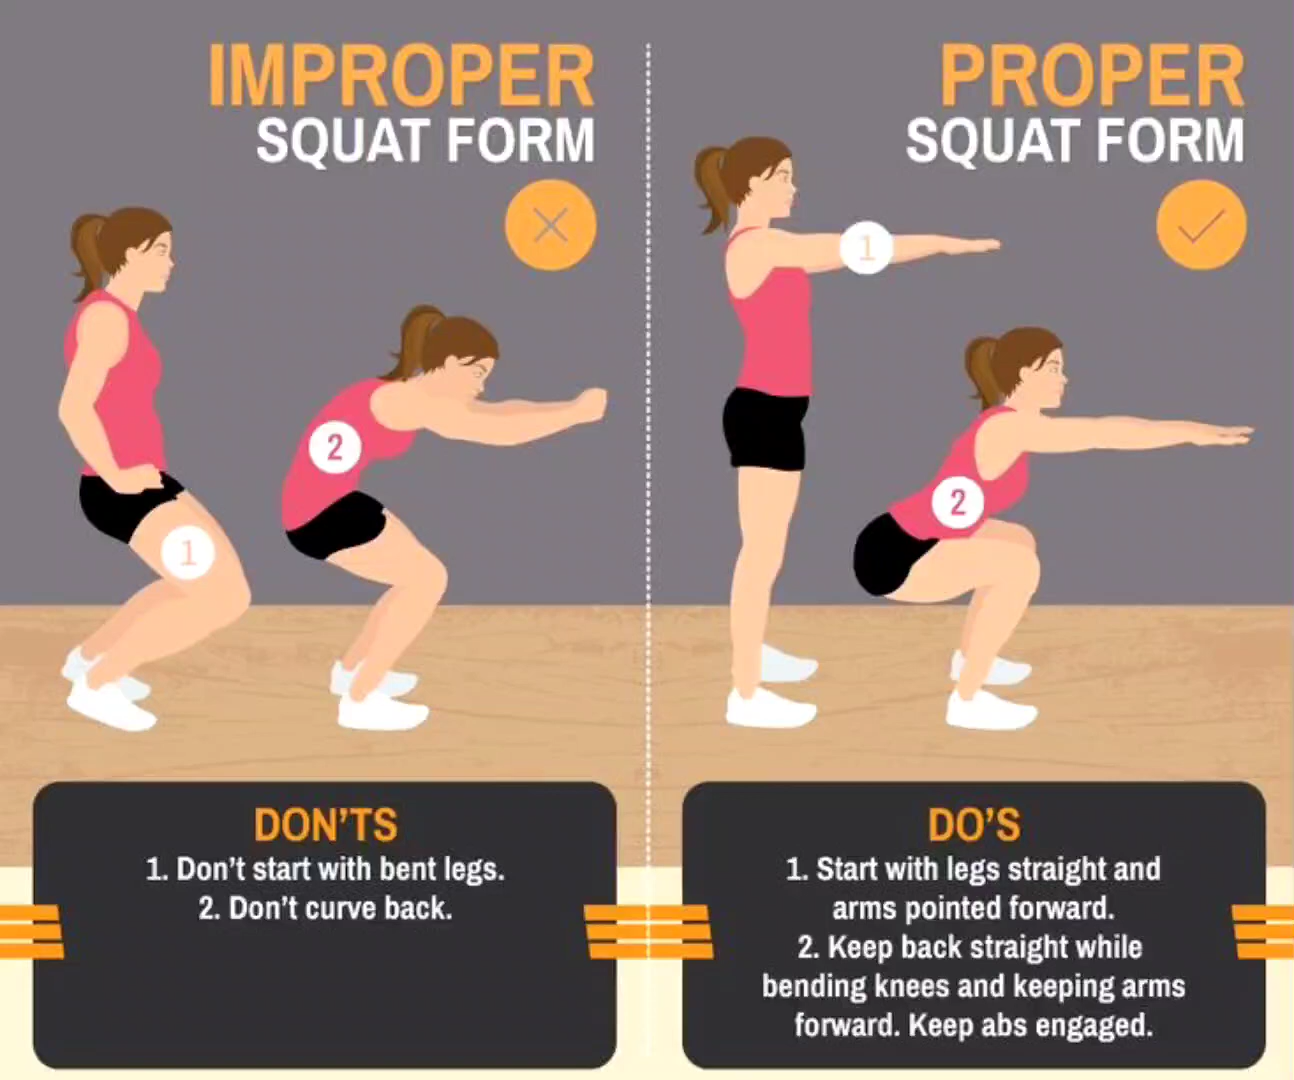 IMPROPER
SQUAT FORM
1
2
DON'TS
1. Don't start with bent legs.
2. Don't curve back.
PROPER
SQUAT FORM
1
2
DO'S
1. Start with legs straight and
arms pointed forward.
2. Keep back straight while
bending knees and keeping arms
forward. Keep abs engaged.